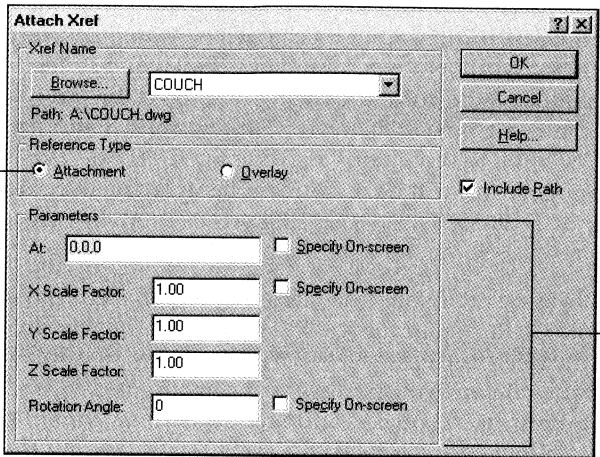 Attach Xref
Xref Name
Browse...
COUCH
Path: A:\COUCH.dwg
OK
Cancel
Help...
Reference Type
Attachment
Overlay
Include Path
Parameters
At: 0,0,0
Specify On-screen
X Scale Factor: 1.00
Specify On-screen
Y Scale Factor: 1.00
Z Scale Factor: 1.00
Rotation Angle: 0
Specify On-screen